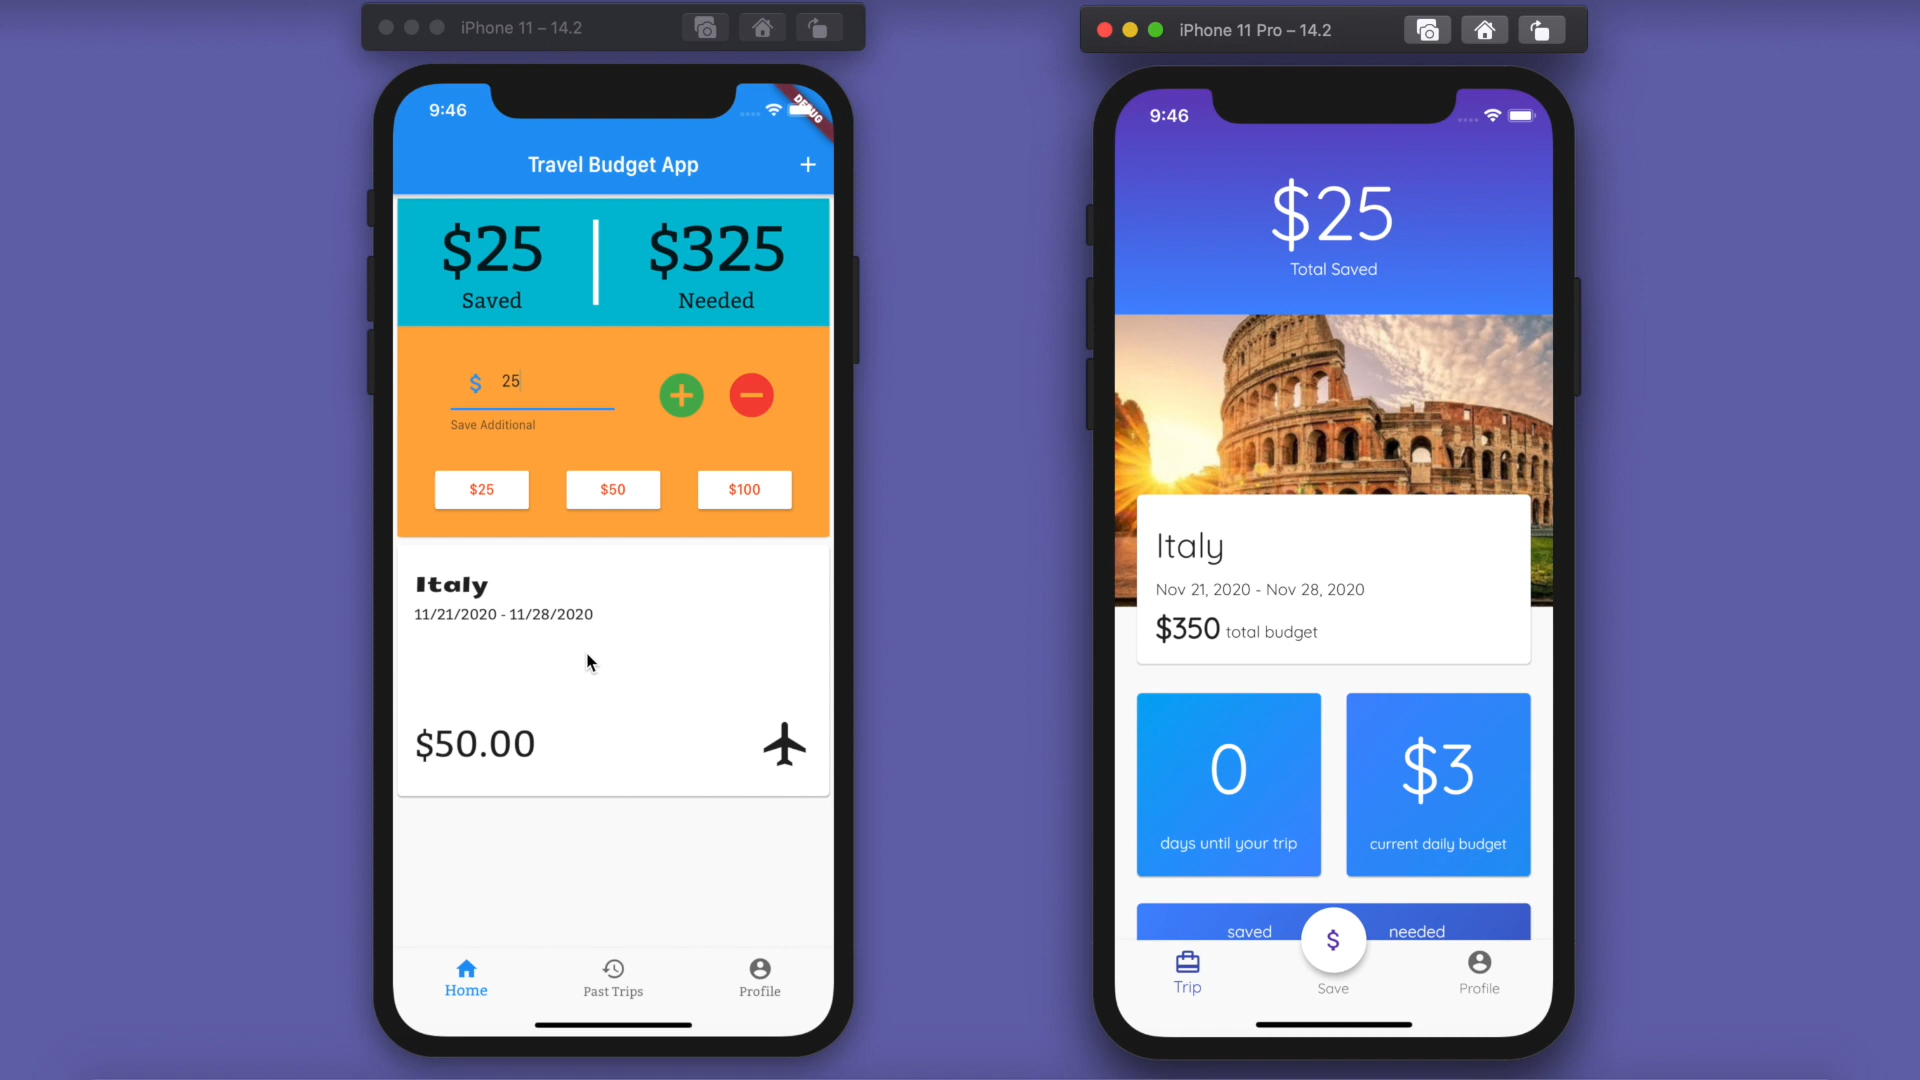 iPhone 11 – 14.2
9:46
DEBUG
Travel Budget App
+
$25
$325
Saved
Needed
$ 25
Save Additional
$25
$50
$100
Italy
11/21/2020 - 11/28/2020
$50.00
Home
Past Trips
Profile
iPhone 11 Pro – 14.2
9:46
$25
Total Saved
Italy
Nov 21, 2020 - Nov 28, 2020
$350 total budget
0
$3
days until your trip
current daily budget
saved
needed
$
Trip
Save
Profile